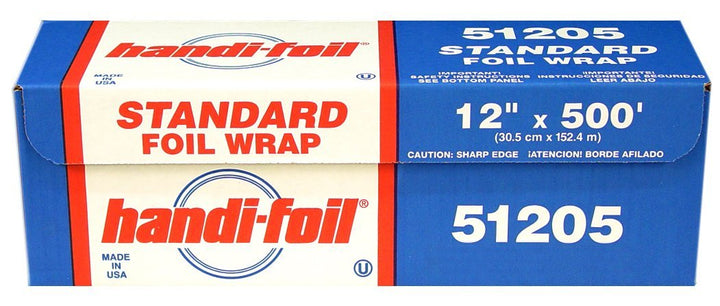 handi-foil®
MADE
IN
USA
51205
STANDARD
FOIL WRAP
¡IMPORTANT!
SAFETY INSTRUCTIONS
SEE BOTTOM PANEL
¡IMPORTANTE!
INSTRUCCIONES DE SEGURIDAD
LEER ABAJO
U
STANDARD
FOIL WRAP
12" x 500'
(30.5 cm x 152.4 m)
CAUTION: SHARP EDGE ¡ATENCION! BORDE AFILADO
handi-foil®
MADE
IN
USA
U
51205